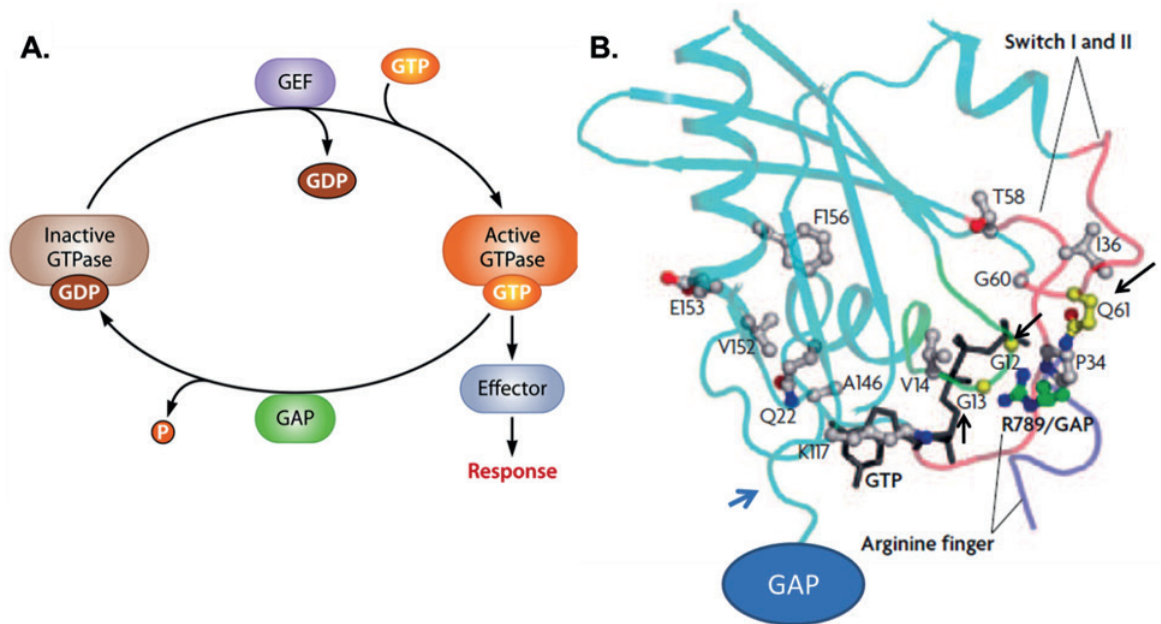 A.
GEF
GTP
GDP
Inactive
GTPase
GDP
Active
GTPase
GTP
P
GAP
Effector
Response
B.
Switch I and II
T58
F156
I36
G60
Q61
E153
V152
G12
P34
A146
V14
Q22
G13
R789/GAP
K117
GTP
Arginine finger
GAP